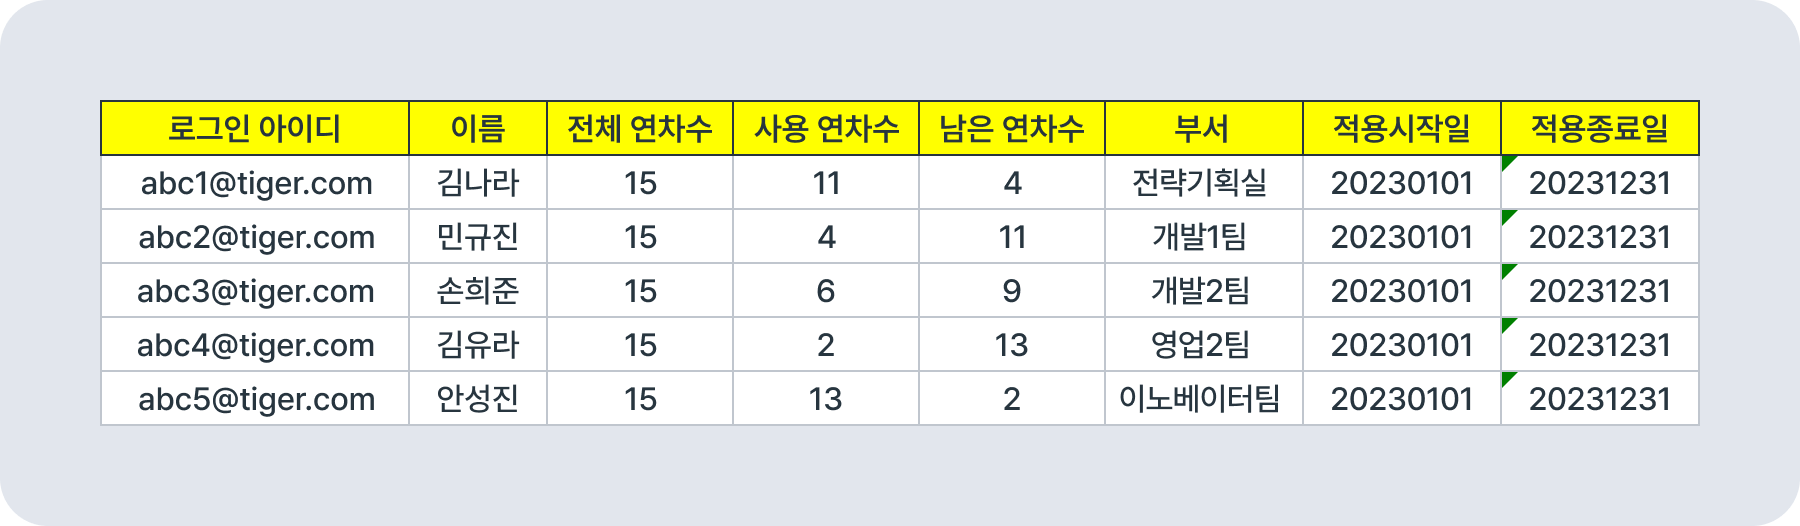 로그인 아이디 이름 전체 연차수 사용 연차수 남은 연차수 부서 적용시작일 적용종료일
abc1@tiger.com 김나라 15 11 4 전략기획실 20230101 20231231
abc2@tiger.com 민규진 15 4 11 개발1팀 20230101 20231231
abc3@tiger.com 손희준 15 6 9 개발2팀 20230101 20231231
abc4@tiger.com 김유라 15 2 13 영업2팀 20230101 20231231
abc5@tiger.com 안성진 15 13 2 이노베이터팀 20230101 20231231